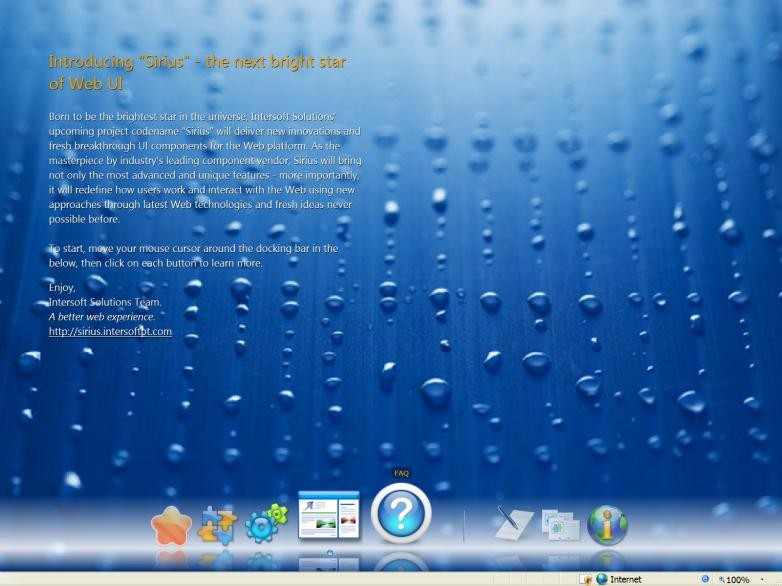 Introducing "Sirius" - the next bright star
of Web UI
Born to be the brightest star in the universe, Intersoft Solutions'
upcoming project codename "Sirius" will deliver new innovations and
fresh breakthrough UI components for the Web platform. As the
masterpiece by industry's leading component vendor, Sirius will bring
not only the most advanced and unique features - more importantly,
it will redefine how users work and interact with the Web using new
approaches through latest Web technologies and fresh ideas never
possible before.
To start, move your mouse cursor around the docking bar in the
below, then click on each button to learn more.
Enjoy,
Intersoft Solutions Team.
A better web experience.
http://sirius.intersoftpt.com
FAQ
Internet
100%